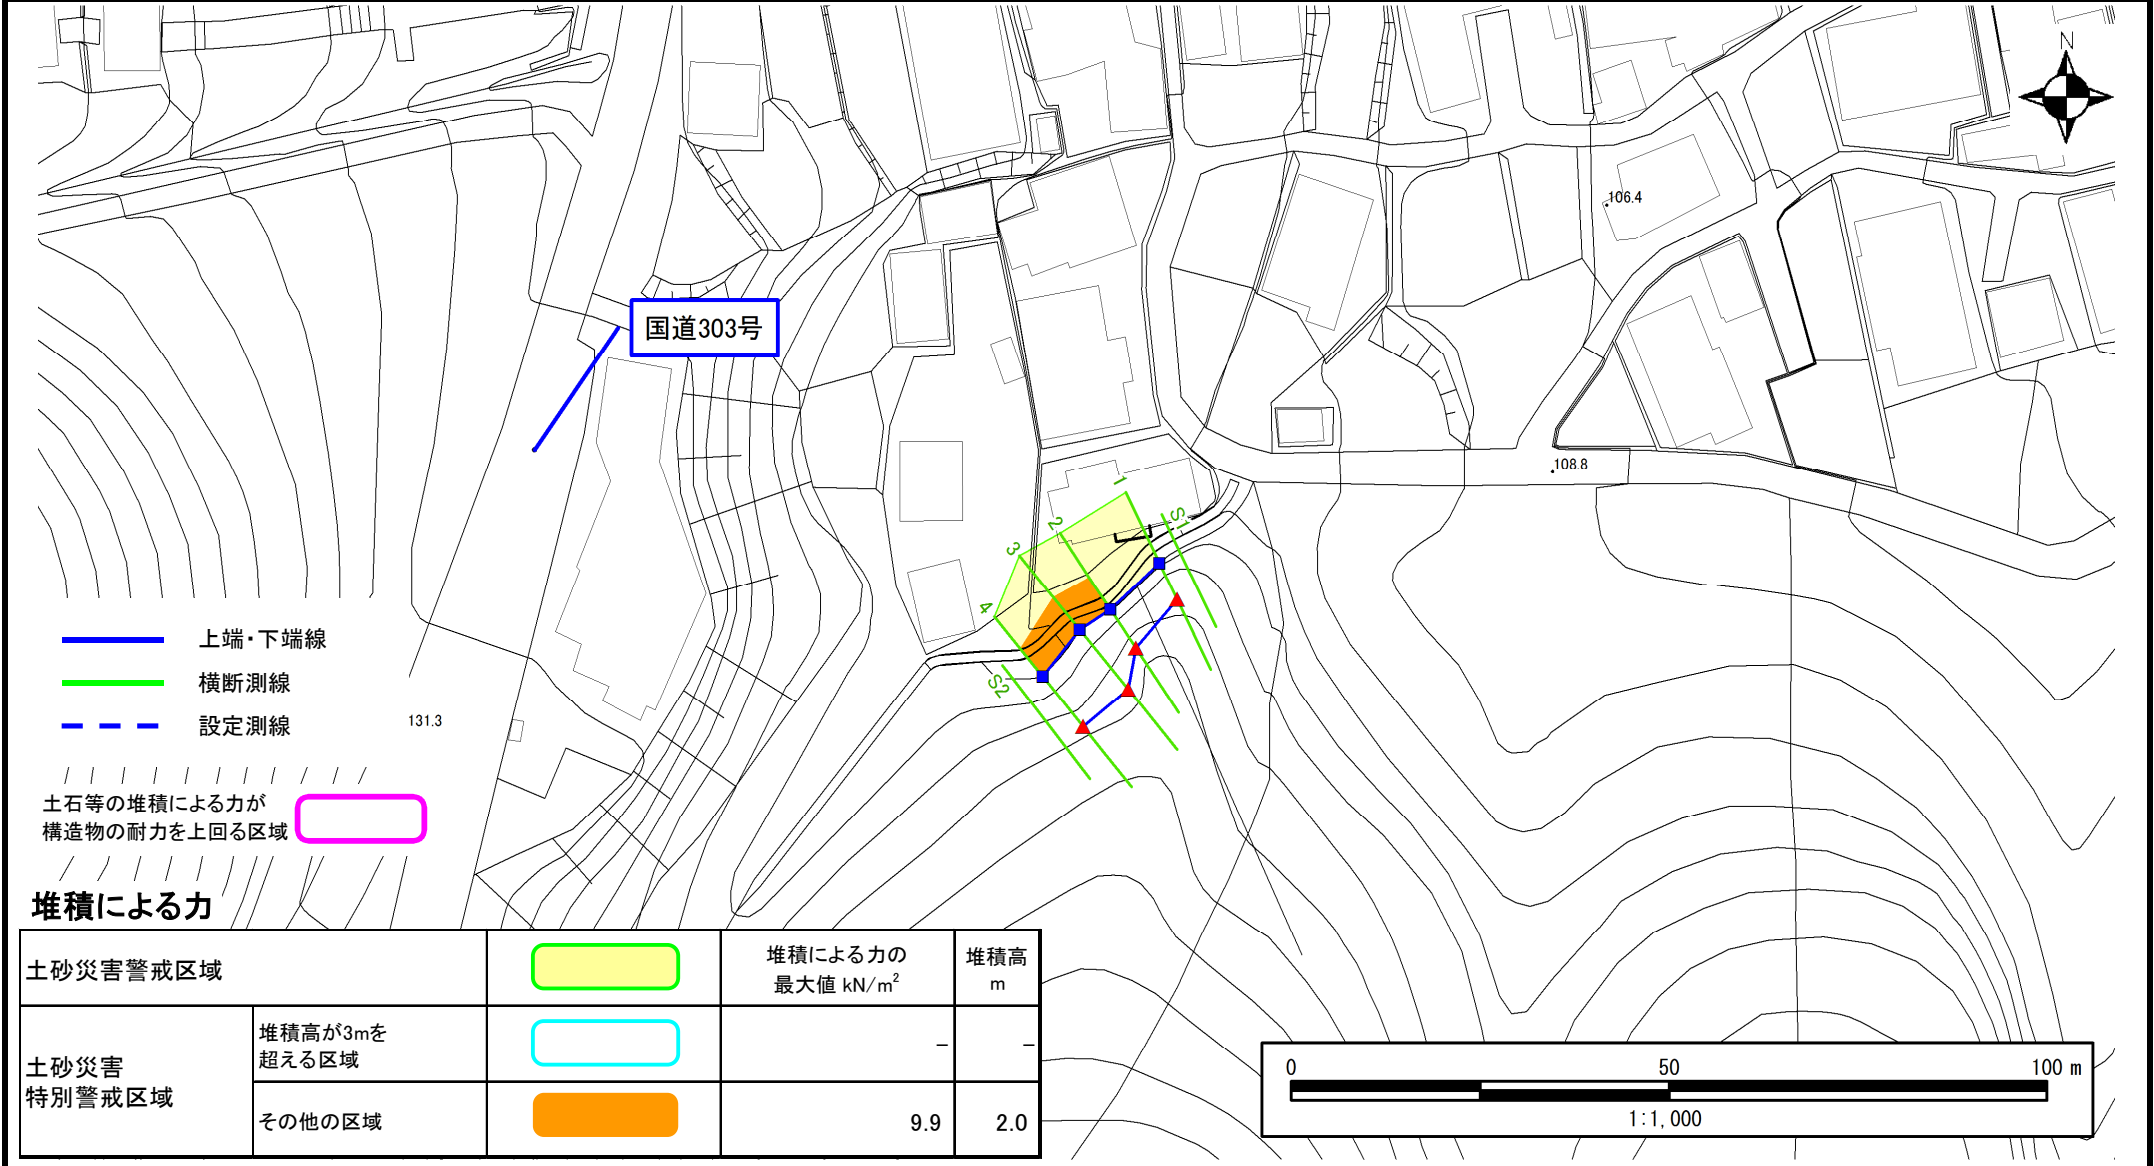 N
106.4
国道303号
108.8
1
S1
2
3
4
S2
上端・下端線
横断測線
設定測線
131.3
土石等の堆積による力が
構造物の耐力を上回る区域
堆積による力
土砂災害警戒区域
堆積による力の
最大値 kN/m²
堆積高
m
土砂災害
特別警戒区域
堆積高が3mを
超える区域
－
－
その他の区域
9.9
2.0
0
50
100 m
1:1,000